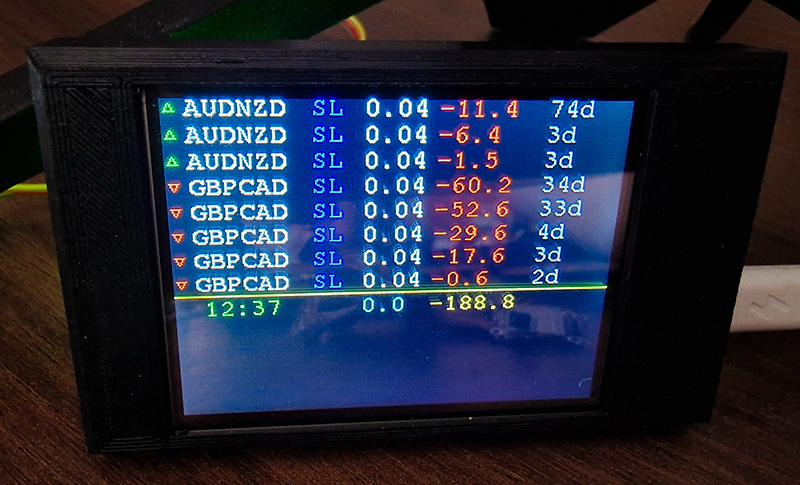 AUDNZD SL 0.04 -11.4 74d
AUDNZD SL 0.04 -6.4 3d
AUDNZD SL 0.04 -1.5 3d
GBPCAD SL 0.04 -60.2 34d
GBPCAD SL 0.04 -52.6 33d
GBPCAD SL 0.04 -29.6 4d
GBPCAD SL 0.04 -17.6 3d
GBPCAD SL 0.04 -0.6 2d
12:37 0.0 -188.8